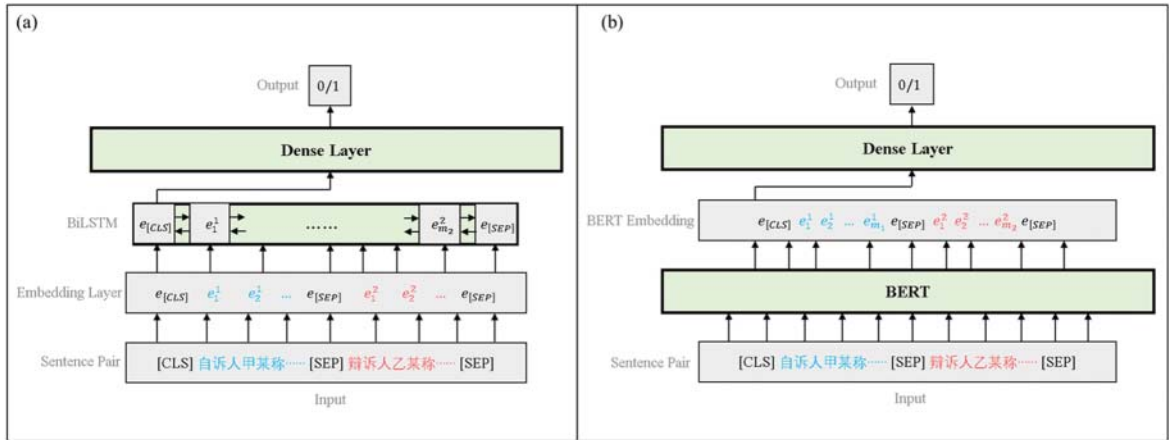 (a)
Output 0/1
Dense Layer
BiLSTM e[CLS] e₁¹ …… e²ₘ₂ e[SEP]
Embedding Layer e[CLS] e₁¹ e₂¹ … e[SEP] e₁² e₂² … e[SEP]
Sentence Pair [CLS] 自诉人甲某称…… [SEP] 辩诉人乙某称…… [SEP]
Input
(b)
Output 0/1
Dense Layer
BERT Embedding e[CLS] e₁¹ e₂¹ … e¹ₘ₁ e[SEP] e₁² e₂² … e²ₘ₂ e[SEP]
BERT
Sentence Pair [CLS] 自诉人甲某称…… [SEP] 辩诉人乙某称…… [SEP]
Input